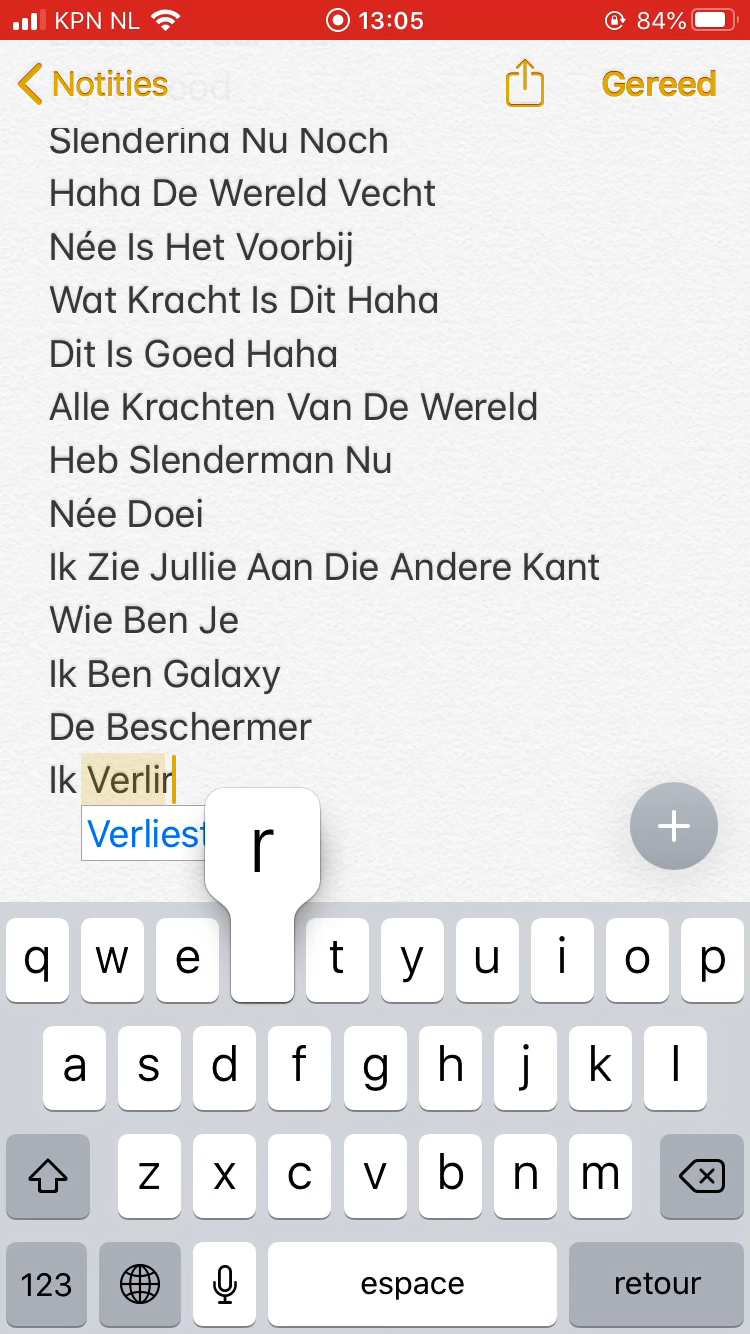 KPN NL 13:05 84%
Notities Gereed
Slenderina Nu Noch
Haha De Wereld Vecht
Née Is Het Voorbij
Wat Kracht Is Dit Haha
Dit Is Goed Haha
Alle Krachten Van De Wereld
Heb Slenderman Nu
Née Doei
Ik Zie Jullie Aan Die Andere Kant
Wie Ben Je
Ik Ben Galaxy
De Beschermer
Ik Verlir
Verliest
r
q w e t y u i o p
a s d f g h j k l
z x c v b n m
123 espace retour